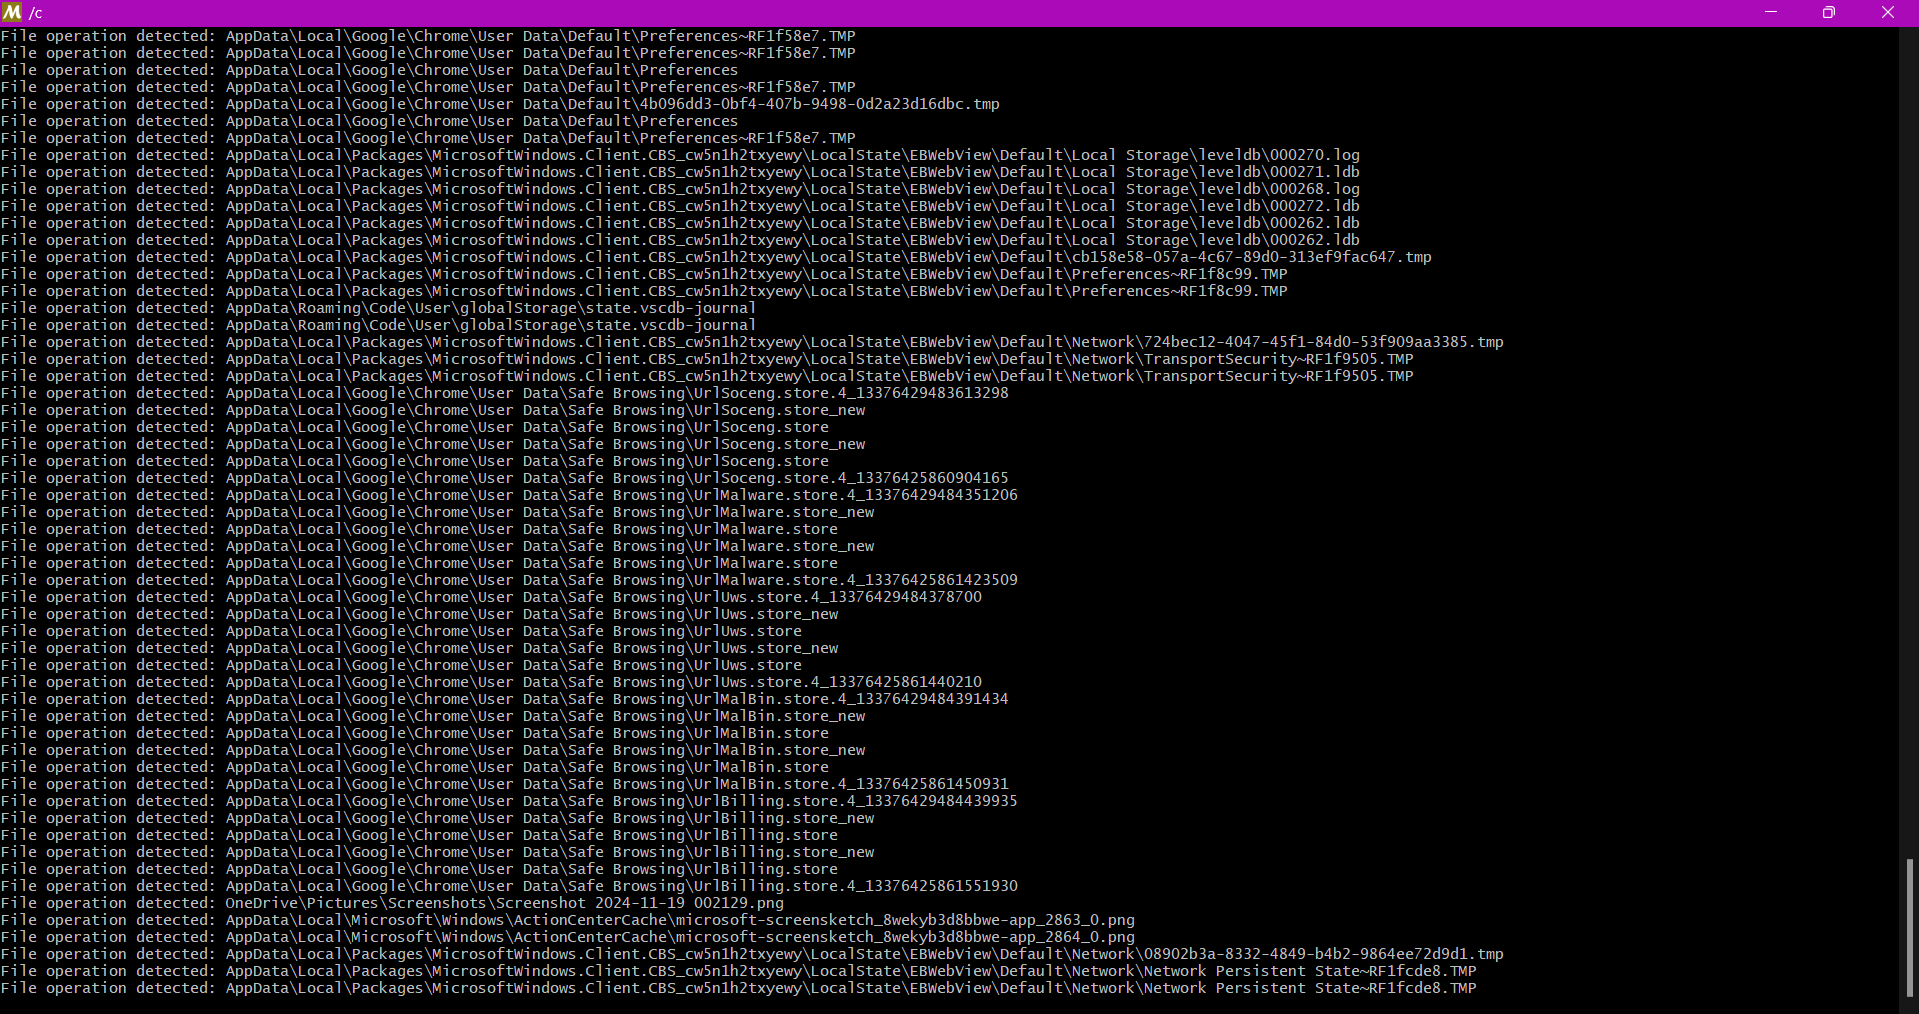 M /c
File operation detected: AppData\Local\Google\Chrome\User Data\Default\Preferences~RF1f58e7.TMP
File operation detected: AppData\Local\Google\Chrome\User Data\Default\Preferences~RF1f58e7.TMP
File operation detected: AppData\Local\Google\Chrome\User Data\Default\Preferences
File operation detected: AppData\Local\Google\Chrome\User Data\Default\Preferences~RF1f58e7.TMP
File operation detected: AppData\Local\Google\Chrome\User Data\Default\4b096dd3-0bf4-407b-9498-0d2a23d16dbc.tmp
File operation detected: AppData\Local\Google\Chrome\User Data\Default\Preferences
File operation detected: AppData\Local\Google\Chrome\User Data\Default\Preferences~RF1f58e7.TMP
File operation detected: AppData\Local\Packages\MicrosoftWindows.Client.CBS_cw5n1h2txyewy\LocalState\EBWebView\Default\Local Storage\leveldb\000270.log
File operation detected: AppData\Local\Packages\MicrosoftWindows.Client.CBS_cw5n1h2txyewy\LocalState\EBWebView\Default\Local Storage\leveldb\000271.ldb
File operation detected: AppData\Local\Packages\MicrosoftWindows.Client.CBS_cw5n1h2txyewy\LocalState\EBWebView\Default\Local Storage\leveldb\000268.log
File operation detected: AppData\Local\Packages\MicrosoftWindows.Client.CBS_cw5n1h2txyewy\LocalState\EBWebView\Default\Local Storage\leveldb\000272.ldb
File operation detected: AppData\Local\Packages\MicrosoftWindows.Client.CBS_cw5n1h2txyewy\LocalState\EBWebView\Default\Local Storage\leveldb\000262.ldb
File operation detected: AppData\Local\Packages\MicrosoftWindows.Client.CBS_cw5n1h2txyewy\LocalState\EBWebView\Default\Local Storage\leveldb\000262.ldb
File operation detected: AppData\Local\Packages\MicrosoftWindows.Client.CBS_cw5n1h2txyewy\LocalState\EBWebView\Default\cb158e58-057a-4c67-89d0-313ef9fac647.tmp
File operation detected: AppData\Local\Packages\MicrosoftWindows.Client.CBS_cw5n1h2txyewy\LocalState\EBWebView\Default\Preferences~RF1f8c99.TMP
File operation detected: AppData\Local\Packages\MicrosoftWindows.Client.CBS_cw5n1h2txyewy\LocalState\EBWebView\Default\Preferences~RF1f8c99.TMP
File operation detected: AppData\Roaming\Code\User\globalStorage\state.vscdb-journal
File operation detected: AppData\Roaming\Code\User\globalStorage\state.vscdb-journal
File operation detected: AppData\Local\Packages\MicrosoftWindows.Client.CBS_cw5n1h2txyewy\LocalState\EBWebView\Default\Network\724bec12-4047-45f1-84d0-53f909aa3385.tmp
File operation detected: AppData\Local\Packages\MicrosoftWindows.Client.CBS_cw5n1h2txyewy\LocalState\EBWebView\Default\Network\TransportSecurity~RF1f9505.TMP
File operation detected: AppData\Local\Packages\MicrosoftWindows.Client.CBS_cw5n1h2txyewy\LocalState\EBWebView\Default\Network\TransportSecurity~RF1f9505.TMP
File operation detected: AppData\Local\Google\Chrome\User Data\Safe Browsing\UrlSoceng.store.4_13376429483613298
File operation detected: AppData\Local\Google\Chrome\User Data\Safe Browsing\UrlSoceng.store_new
File operation detected: AppData\Local\Google\Chrome\User Data\Safe Browsing\UrlSoceng.store
File operation detected: AppData\Local\Google\Chrome\User Data\Safe Browsing\UrlSoceng.store_new
File operation detected: AppData\Local\Google\Chrome\User Data\Safe Browsing\UrlSoceng.store
File operation detected: AppData\Local\Google\Chrome\User Data\Safe Browsing\UrlSoceng.store.4_13376425860904165
File operation detected: AppData\Local\Google\Chrome\User Data\Safe Browsing\UrlMalware.store.4_13376429484351206
File operation detected: AppData\Local\Google\Chrome\User Data\Safe Browsing\UrlMalware.store_new
File operation detected: AppData\Local\Google\Chrome\User Data\Safe Browsing\UrlMalware.store
File operation detected: AppData\Local\Google\Chrome\User Data\Safe Browsing\UrlMalware.store_new
File operation detected: AppData\Local\Google\Chrome\User Data\Safe Browsing\UrlMalware.store
File operation detected: AppData\Local\Google\Chrome\User Data\Safe Browsing\UrlMalware.store.4_13376425861423509
File operation detected: AppData\Local\Google\Chrome\User Data\Safe Browsing\UrlUws.store.4_13376429484378700
File operation detected: AppData\Local\Google\Chrome\User Data\Safe Browsing\UrlUws.store_new
File operation detected: AppData\Local\Google\Chrome\User Data\Safe Browsing\UrlUws.store
File operation detected: AppData\Local\Google\Chrome\User Data\Safe Browsing\UrlUws.store_new
File operation detected: AppData\Local\Google\Chrome\User Data\Safe Browsing\UrlUws.store
File operation detected: AppData\Local\Google\Chrome\User Data\Safe Browsing\UrlUws.store.4_13376425861440210
File operation detected: AppData\Local\Google\Chrome\User Data\Safe Browsing\UrlMalBin.store.4_13376429484391434
File operation detected: AppData\Local\Google\Chrome\User Data\Safe Browsing\UrlMalBin.store_new
File operation detected: AppData\Local\Google\Chrome\User Data\Safe Browsing\UrlMalBin.store
File operation detected: AppData\Local\Google\Chrome\User Data\Safe Browsing\UrlMalBin.store_new
File operation detected: AppData\Local\Google\Chrome\User Data\Safe Browsing\UrlMalBin.store
File operation detected: AppData\Local\Google\Chrome\User Data\Safe Browsing\UrlMalBin.store.4_13376425861450931
File operation detected: AppData\Local\Google\Chrome\User Data\Safe Browsing\UrlBilling.store.4_13376429484439935
File operation detected: AppData\Local\Google\Chrome\User Data\Safe Browsing\UrlBilling.store_new
File operation detected: AppData\Local\Google\Chrome\User Data\Safe Browsing\UrlBilling.store
File operation detected: AppData\Local\Google\Chrome\User Data\Safe Browsing\UrlBilling.store_new
File operation detected: AppData\Local\Google\Chrome\User Data\Safe Browsing\UrlBilling.store
File operation detected: AppData\Local\Google\Chrome\User Data\Safe Browsing\UrlBilling.store.4_13376425861551930
File operation detected: OneDrive\Pictures\Screenshots\Screenshot 2024-11-19 002129.png
File operation detected: AppData\Local\Microsoft\Windows\ActionCenterCache\microsoft-screensketch_8wekyb3d8bbwe-app_2863_0.png
File operation detected: AppData\Local\Microsoft\Windows\ActionCenterCache\microsoft-screensketch_8wekyb3d8bbwe-app_2864_0.png
File operation detected: AppData\Local\Packages\MicrosoftWindows.Client.CBS_cw5n1h2txyewy\LocalState\EBWebView\Default\Network\08902b3a-8332-4849-b4b2-9864ee72d9d1.tmp
File operation detected: AppData\Local\Packages\MicrosoftWindows.Client.CBS_cw5n1h2txyewy\LocalState\EBWebView\Default\Network\Network Persistent State~RF1fcde8.TMP
File operation detected: AppData\Local\Packages\MicrosoftWindows.Client.CBS_cw5n1h2txyewy\LocalState\EBWebView\Default\Network\Network Persistent State~RF1fcde8.TMP